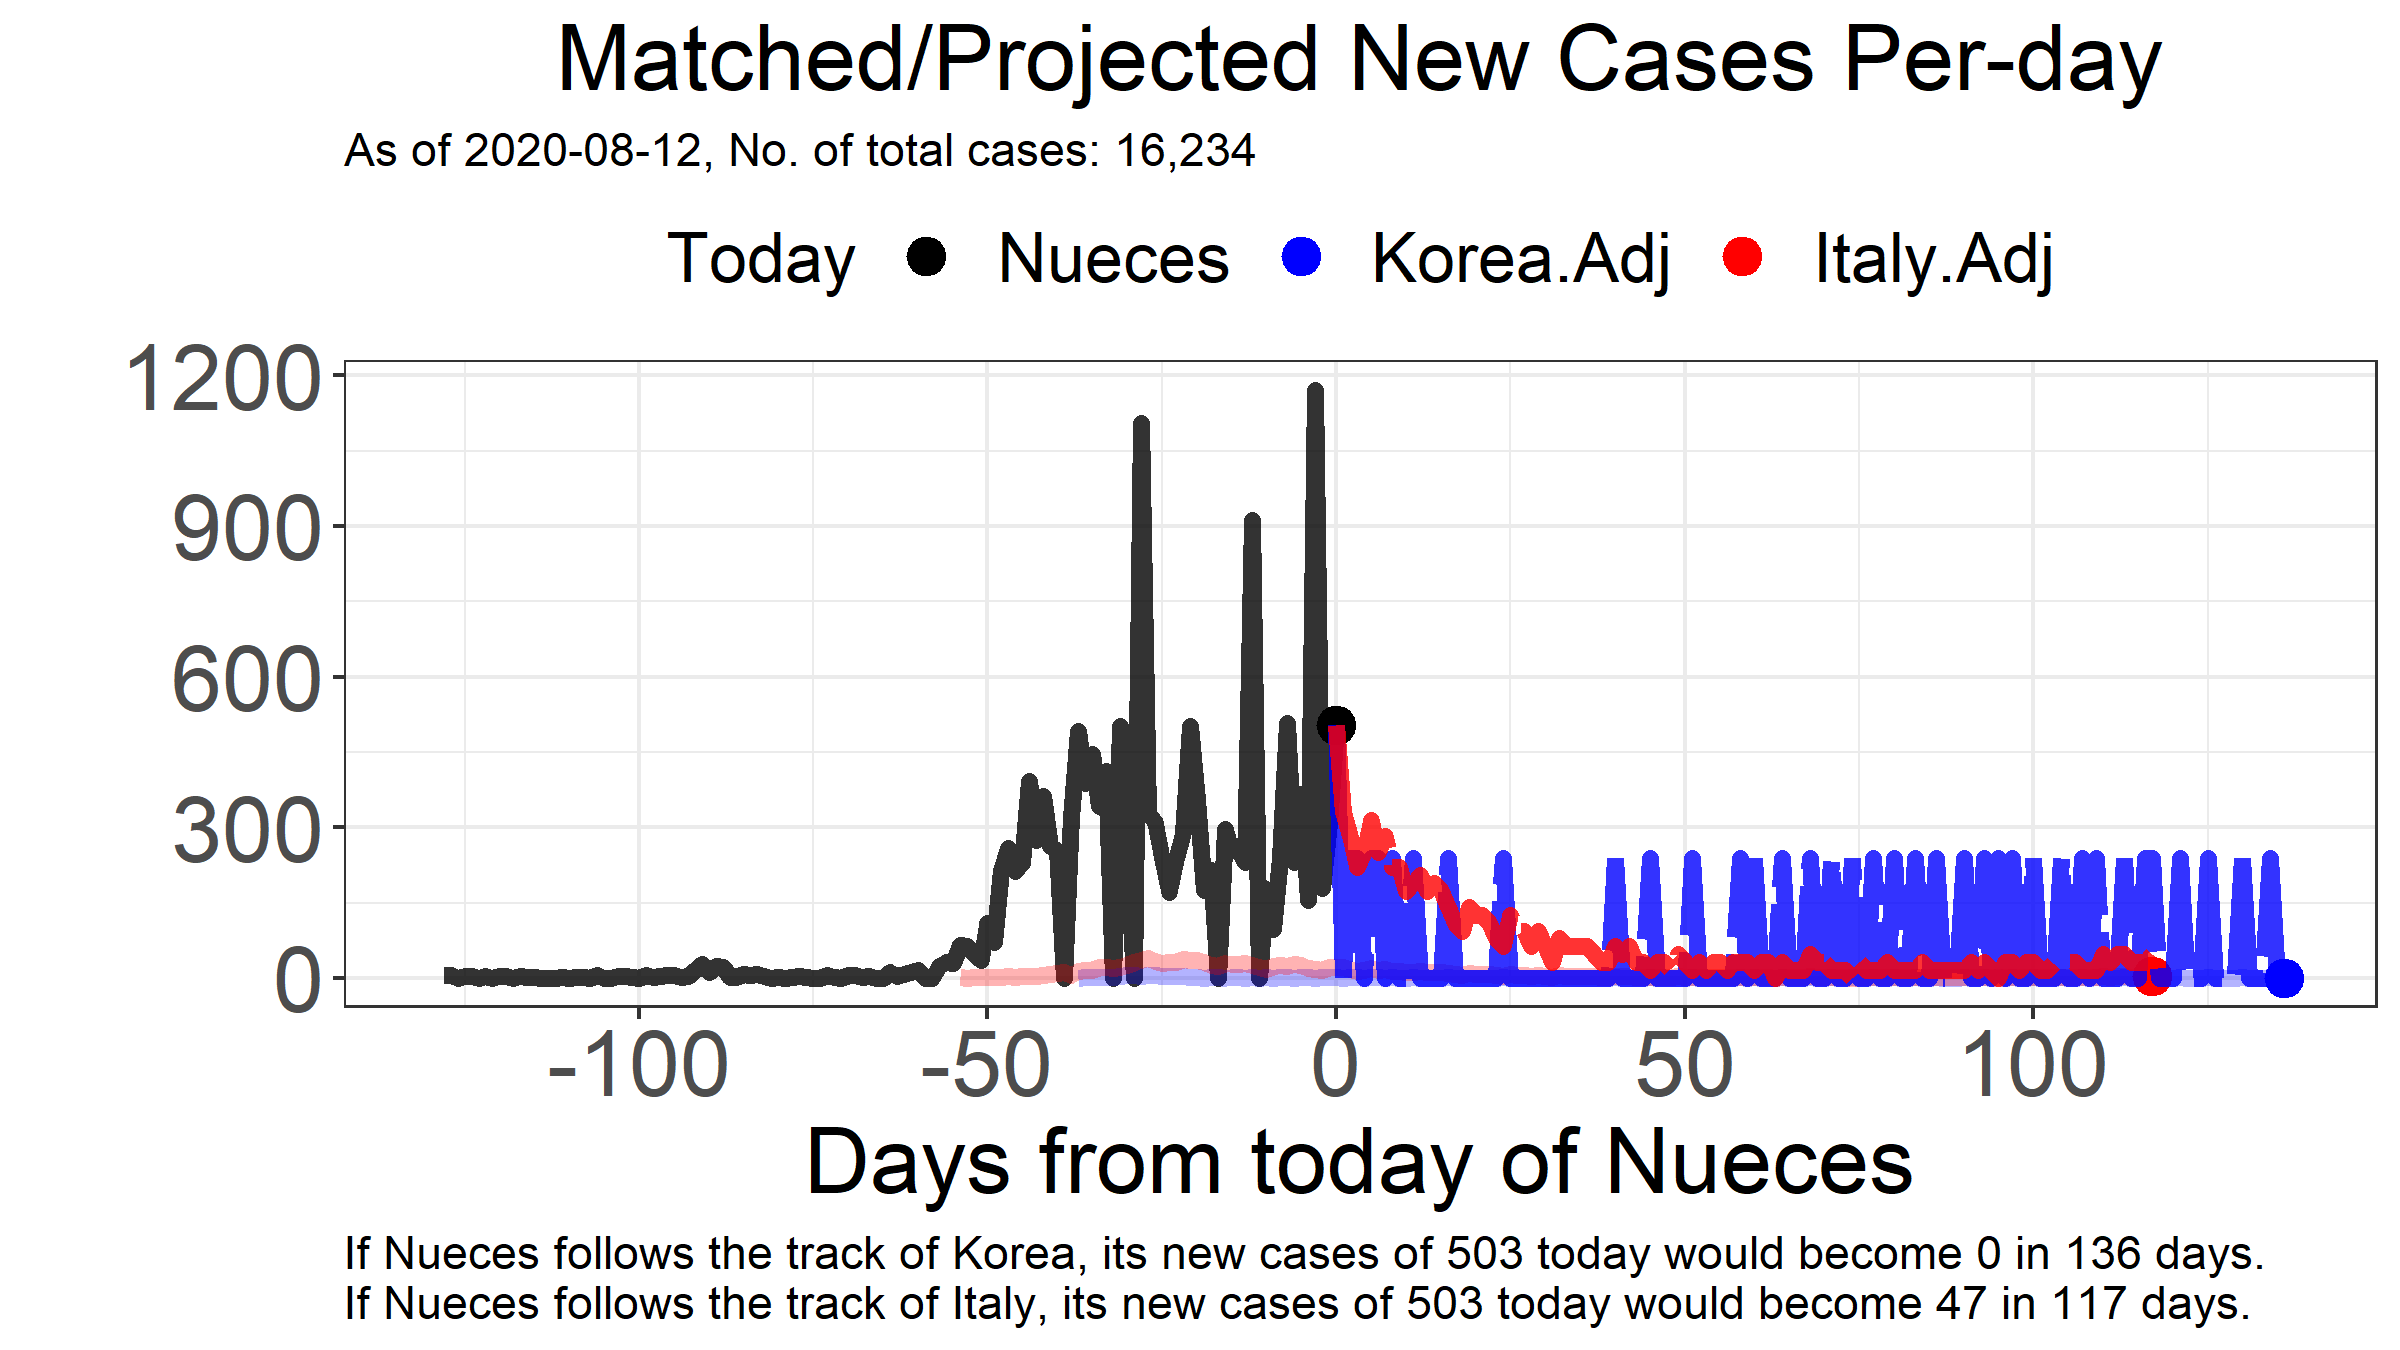 Matched/Projected New Cases Per-day
As of 2020-08-12, No. of total cases: 16,234
Today Nueces Korea.Adj Italy.Adj
1200
900
600
300
0
-100 -50 0 50 100
Days from today of Nueces
If Nueces follows the track of Korea, its new cases of 503 today would become 0 in 136 days.
If Nueces follows the track of Italy, its new cases of 503 today would become 47 in 117 days.